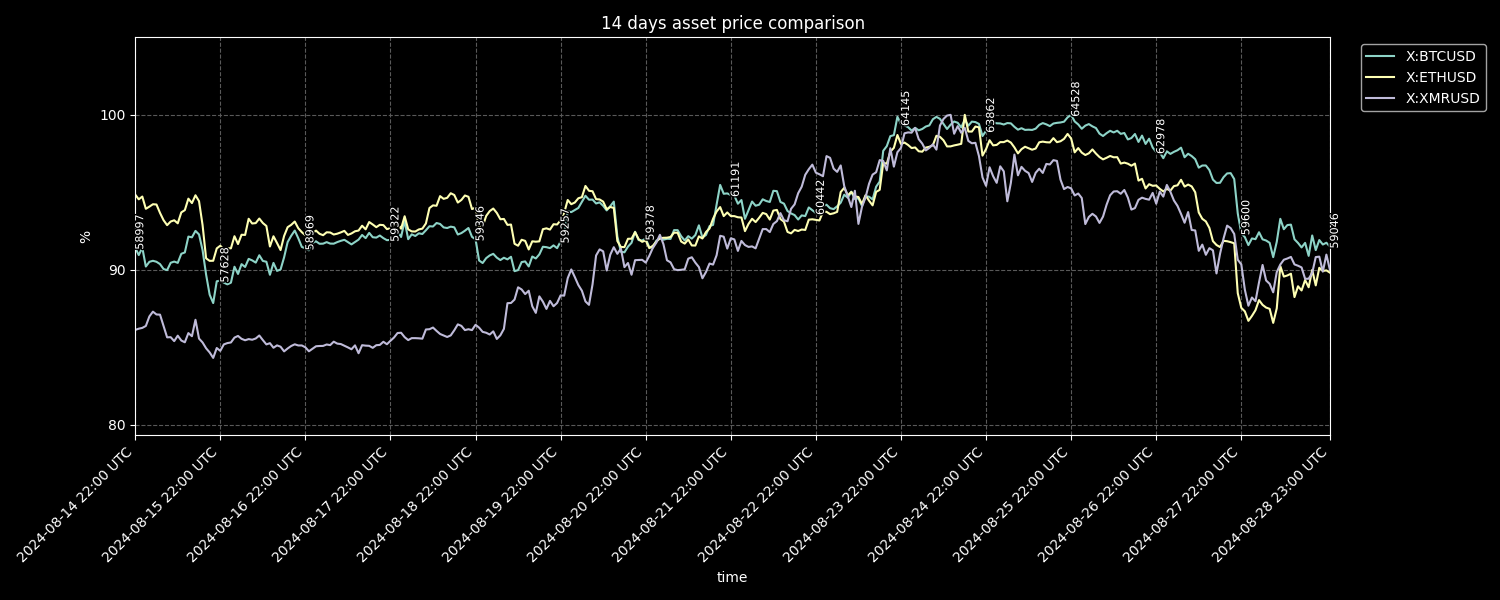 14 days asset price comparison
X:BTCUSD
X:ETHUSD
X:XMRUSD
%
100
90
80
58997
57628
58969
59322
59346
59357
59378
61191
60442
64145
63862
64528
62978
59600
59046
2024-08-14 22:00 UTC
2024-08-15 22:00 UTC
2024-08-16 22:00 UTC
2024-08-17 22:00 UTC
2024-08-18 22:00 UTC
2024-08-19 22:00 UTC
2024-08-20 22:00 UTC
2024-08-21 22:00 UTC
2024-08-22 22:00 UTC
2024-08-23 22:00 UTC
2024-08-24 22:00 UTC
2024-08-25 22:00 UTC
2024-08-26 22:00 UTC
2024-08-27 22:00 UTC
2024-08-28 23:00 UTC
time